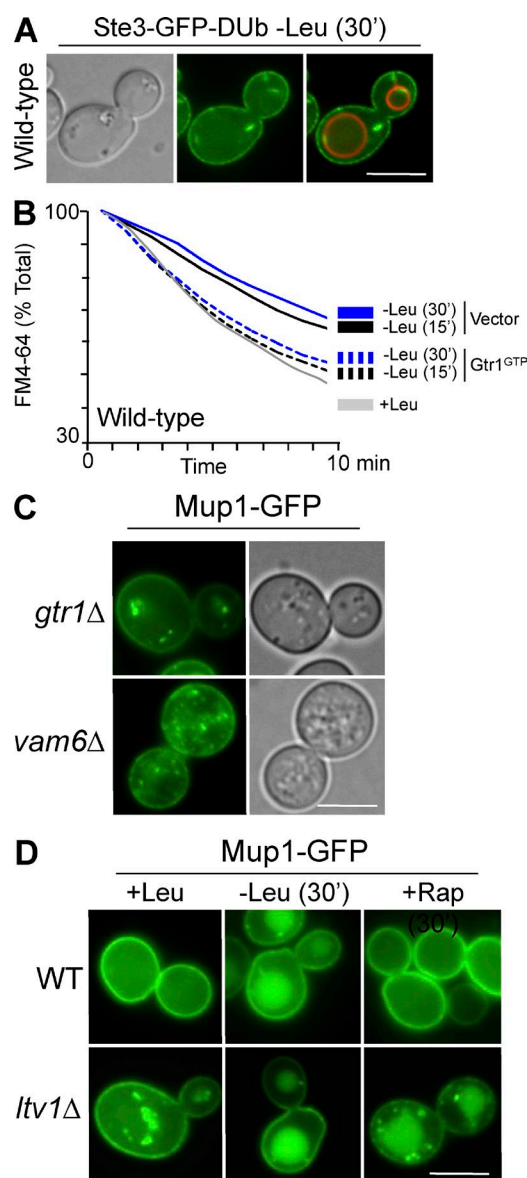 A
Ste3-GFP-DUb -Leu (30')
Wild-type
B
100
FM4-64 (% Total)
30
Wild-type
0
Time
10 min
-Leu (30')
-Leu (15')
Vector
-Leu (30')
-Leu (15')
Gtr1GTP
+Leu
C
Mup1-GFP
gtr1Δ
vam6Δ
D
Mup1-GFP
+Leu
-Leu (30')
+Rap
(30')
WT
ltv1Δ